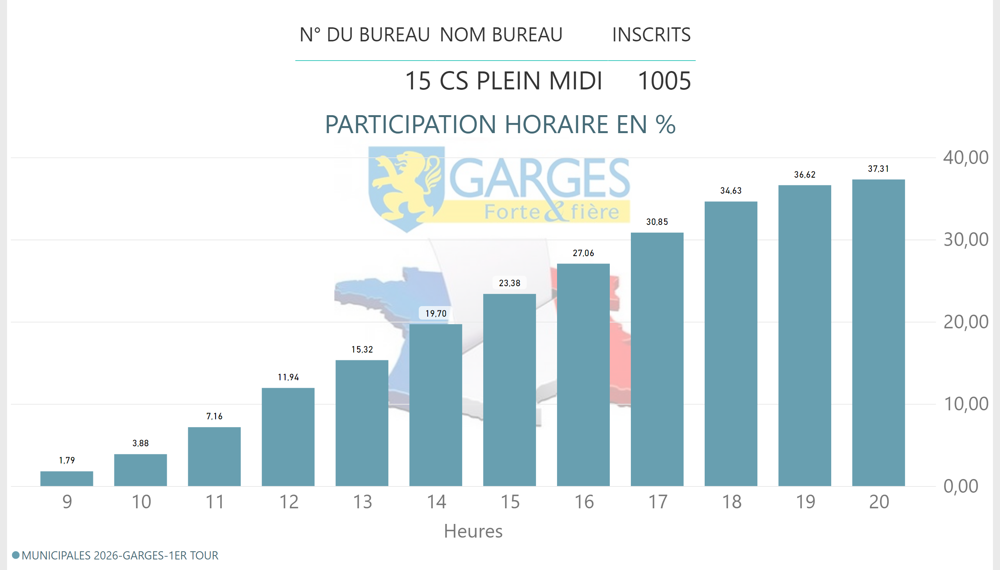 N° DU BUREAU NOM BUREAU INSCRITS
15 CS PLEIN MIDI 1005
PARTICIPATION HORAIRE EN %
GARGES
Forte & fière
40,00
30,00
20,00
10,00
0,00
1,79
3,88
7,16
11,94
15,32
19,70
23,38
27,06
30,85
34,63
36,62
37,31
9 10 11 12 13 14 15 16 17 18 19 20
Heures
MUNICIPALES 2026-GARGES-1ER TOUR